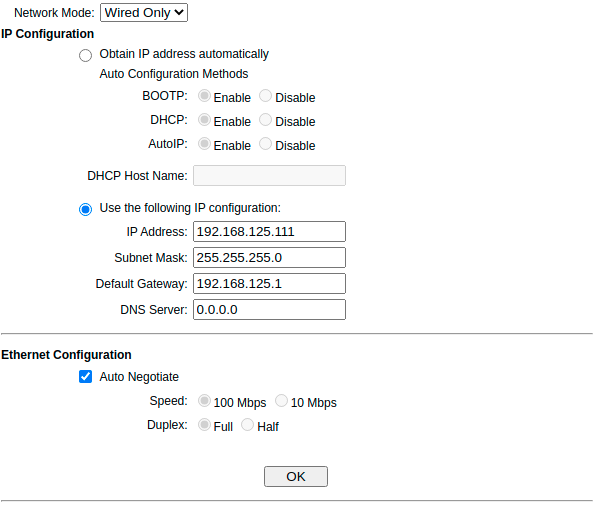 Network Mode: Wired Only
IP Configuration
Obtain IP address automatically
Auto Configuration Methods
BOOTP: Enable Disable
DHCP: Enable Disable
AutoIP: Enable Disable
DHCP Host Name:
Use the following IP configuration:
IP Address: 192.168.125.111
Subnet Mask: 255.255.255.0
Default Gateway: 192.168.125.1
DNS Server: 0.0.0.0
Ethernet Configuration
Auto Negotiate
Speed: 100 Mbps 10 Mbps
Duplex: Full Half
OK